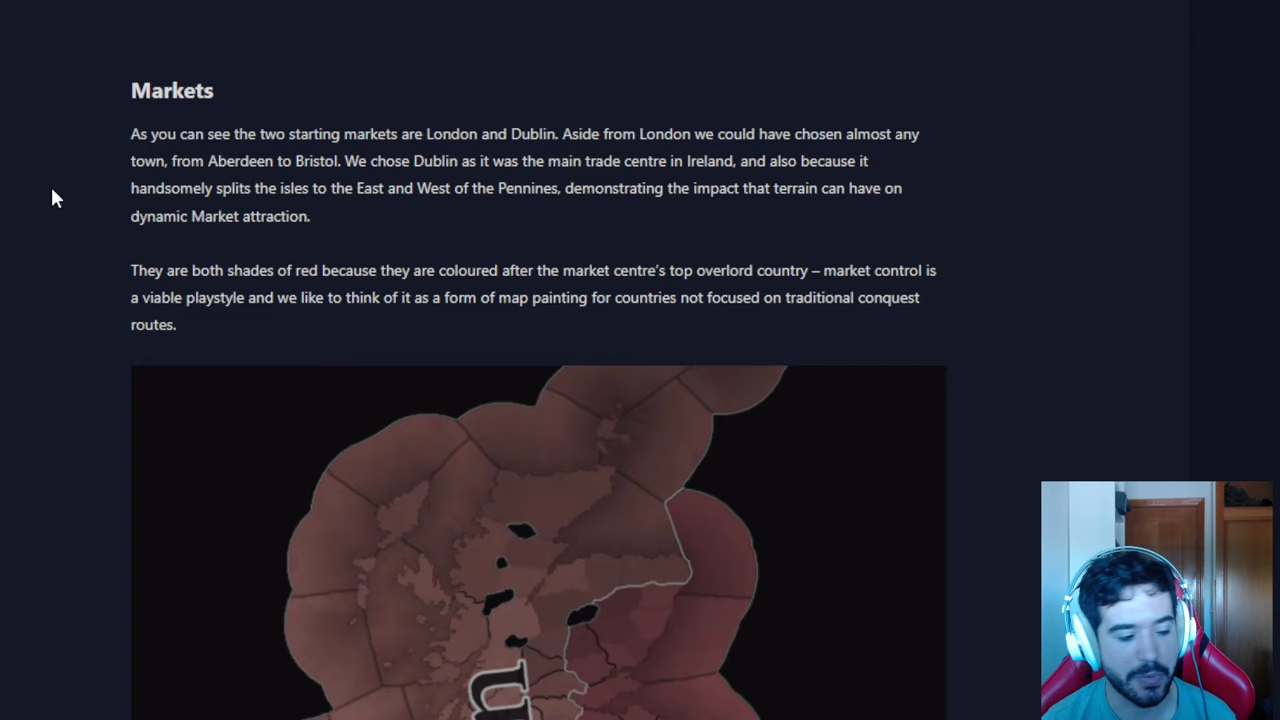 Markets
As you can see the two starting markets are London and Dublin. Aside from London we could have chosen almost any
town, from Aberdeen to Bristol. We chose Dublin as it was the main trade centre in Ireland, and also because it
handsomely splits the isles to the East and West of the Pennines, demonstrating the impact that terrain can have on
dynamic Market attraction.
They are both shades of red because they are coloured after the market centre’s top overlord country – market control is
a viable playstyle and we like to think of it as a form of map painting for countries not focused on traditional conquest
routes.